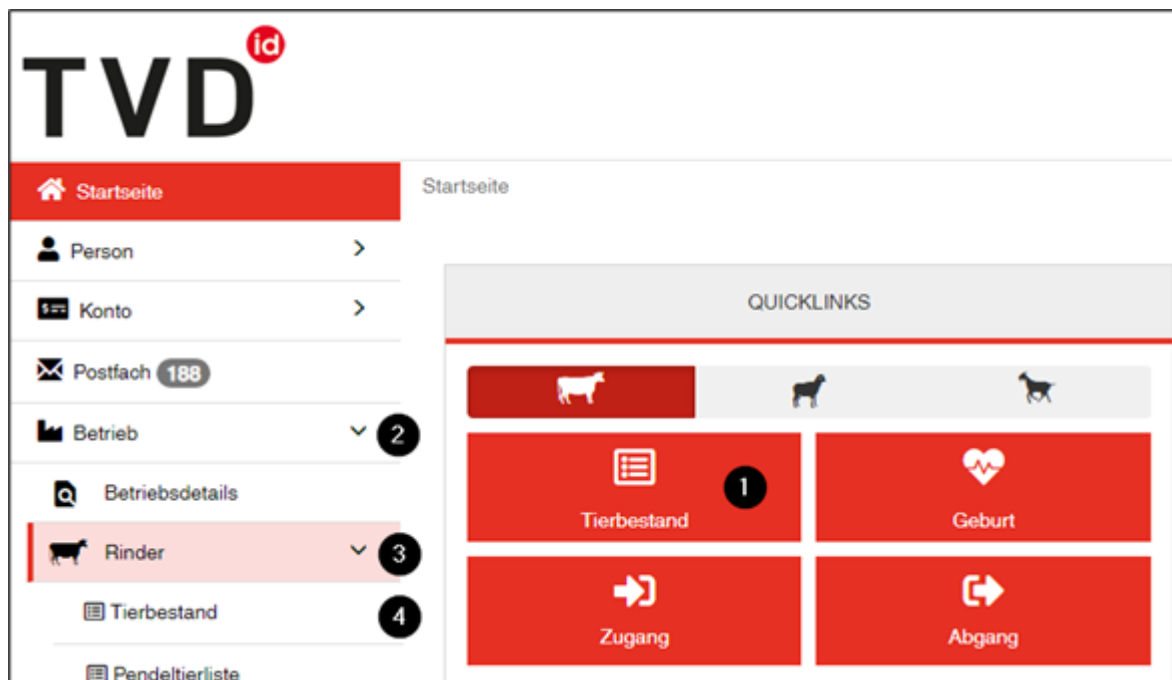 TVD id
Startseite
Person
Konto
Postfach 188
Betrieb 2
Betriebsdetails
Rinder 3
Tierbestand 4
Pendeltierliste
Startseite
QUICKLINKS
1
Tierbestand
Geburt
Zugang
Abgang